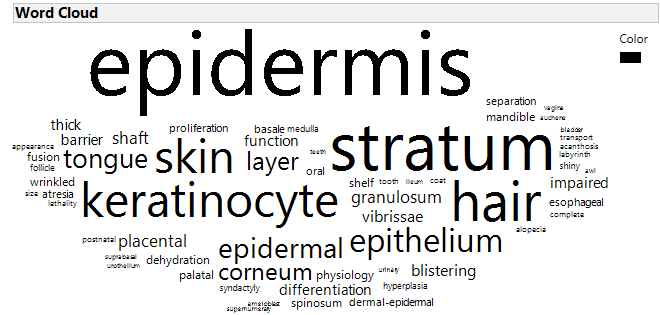 Word Cloud
Color
epidermis
separation
vagina
mandible
auchene
thick
proliferation
basale
medulla
stratum
bladder
transport
barrier
shaft
function
acanthosis
appearance
skin
teeth
labyrinth
fusion
tongue
layer
shiny
follicle
oral
awl
wrinkled
shelf
tooth
ileum
coat
impaired
size
atresia
keratinocyte
granulosum
hair
esophageal
lethality
vibrissae
complete
alopecia
postnatal
placental
epidermal
epithelium
suprabasal
dehydration
urothelium
palatal
corneum
physiology
urinary
blistering
syndactyly
differentiation
hyperplasia
ameloblast
spinosum
dermal-epidermal
supernumerary